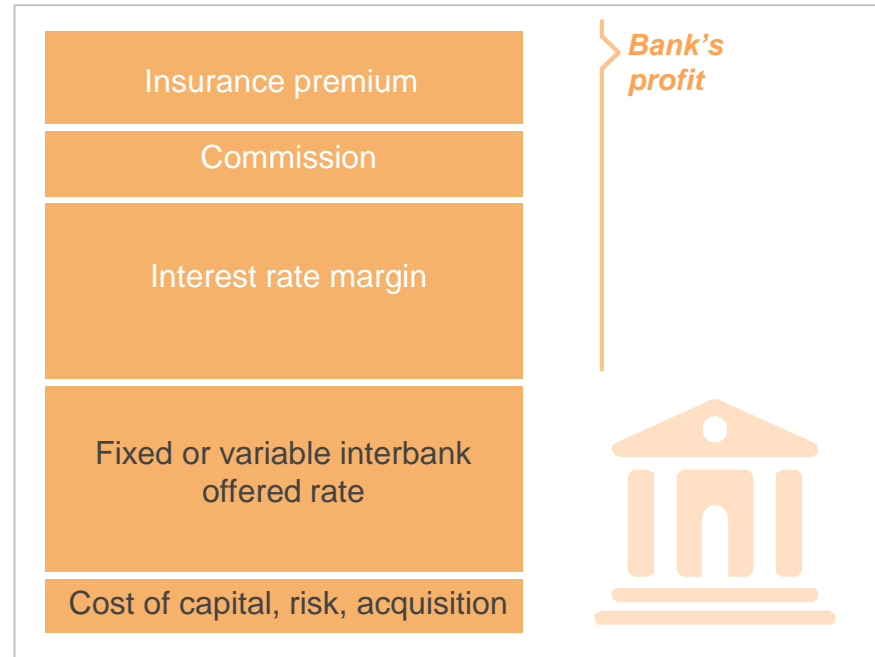 Insurance premium
Bank’s
profit
Commission
Interest rate margin
Fixed or variable interbank
offered rate
Cost of capital, risk, acquisition